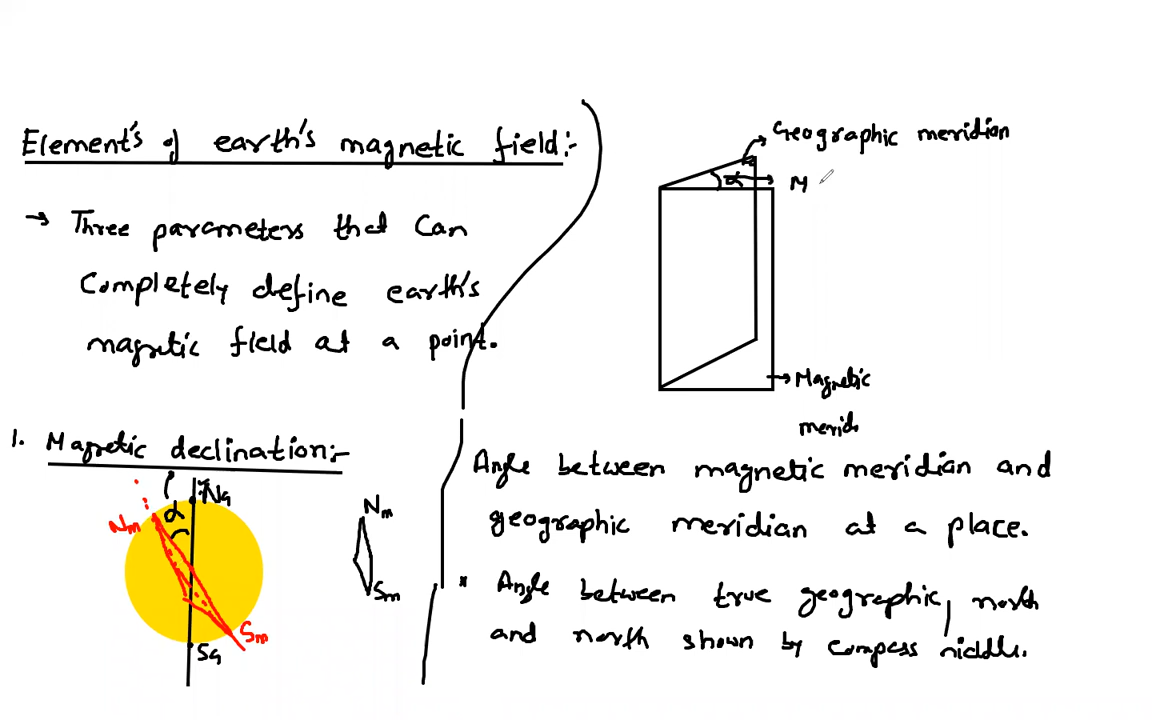 Element's of earth's magnetic field:-
→ Three parameters that can
completely define earth's
magnetic field at a point.
1. Magnetic declination:-
NG
α
Nm
Sm
SG
Nm
Sm
Geographic meridian
α → M
→ Magnetic
merid
Angle between magnetic meridian and
geographic meridian at a place.
* Angle between true geographic, north
and north shown by compass niddle.